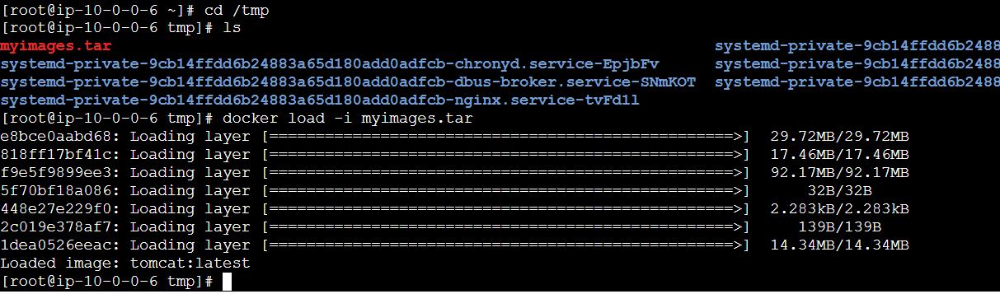 [root@ip-10-0-0-6 ~]# cd /tmp
[root@ip-10-0-0-6 tmp]# ls
myimages.tar systemd-private-9cb14ffdd6b2488
systemd-private-9cb14ffdd6b24883a65d180add0adfcb-chronyd.service-EpjbFv systemd-private-9cb14ffdd6b2488
systemd-private-9cb14ffdd6b24883a65d180add0adfcb-dbus-broker.service-SNmKOT systemd-private-9cb14ffdd6b2488
systemd-private-9cb14ffdd6b24883a65d180add0adfcb-nginx.service-tvFd1l
[root@ip-10-0-0-6 tmp]# docker load -i myimages.tar
e8bce0aabd68: Loading layer [==================================================>] 29.72MB/29.72MB
818ff17bf41c: Loading layer [==================================================>] 17.46MB/17.46MB
f9e5f9899ee3: Loading layer [==================================================>] 92.17MB/92.17MB
5f70bf18a086: Loading layer [==================================================>] 32B/32B
448e27e229f0: Loading layer [==================================================>] 2.283kB/2.283kB
2c019e378af7: Loading layer [==================================================>] 139B/139B
1dea0526eeac: Loading layer [==================================================>] 14.34MB/14.34MB
Loaded image: tomcat:latest
[root@ip-10-0-0-6 tmp]#